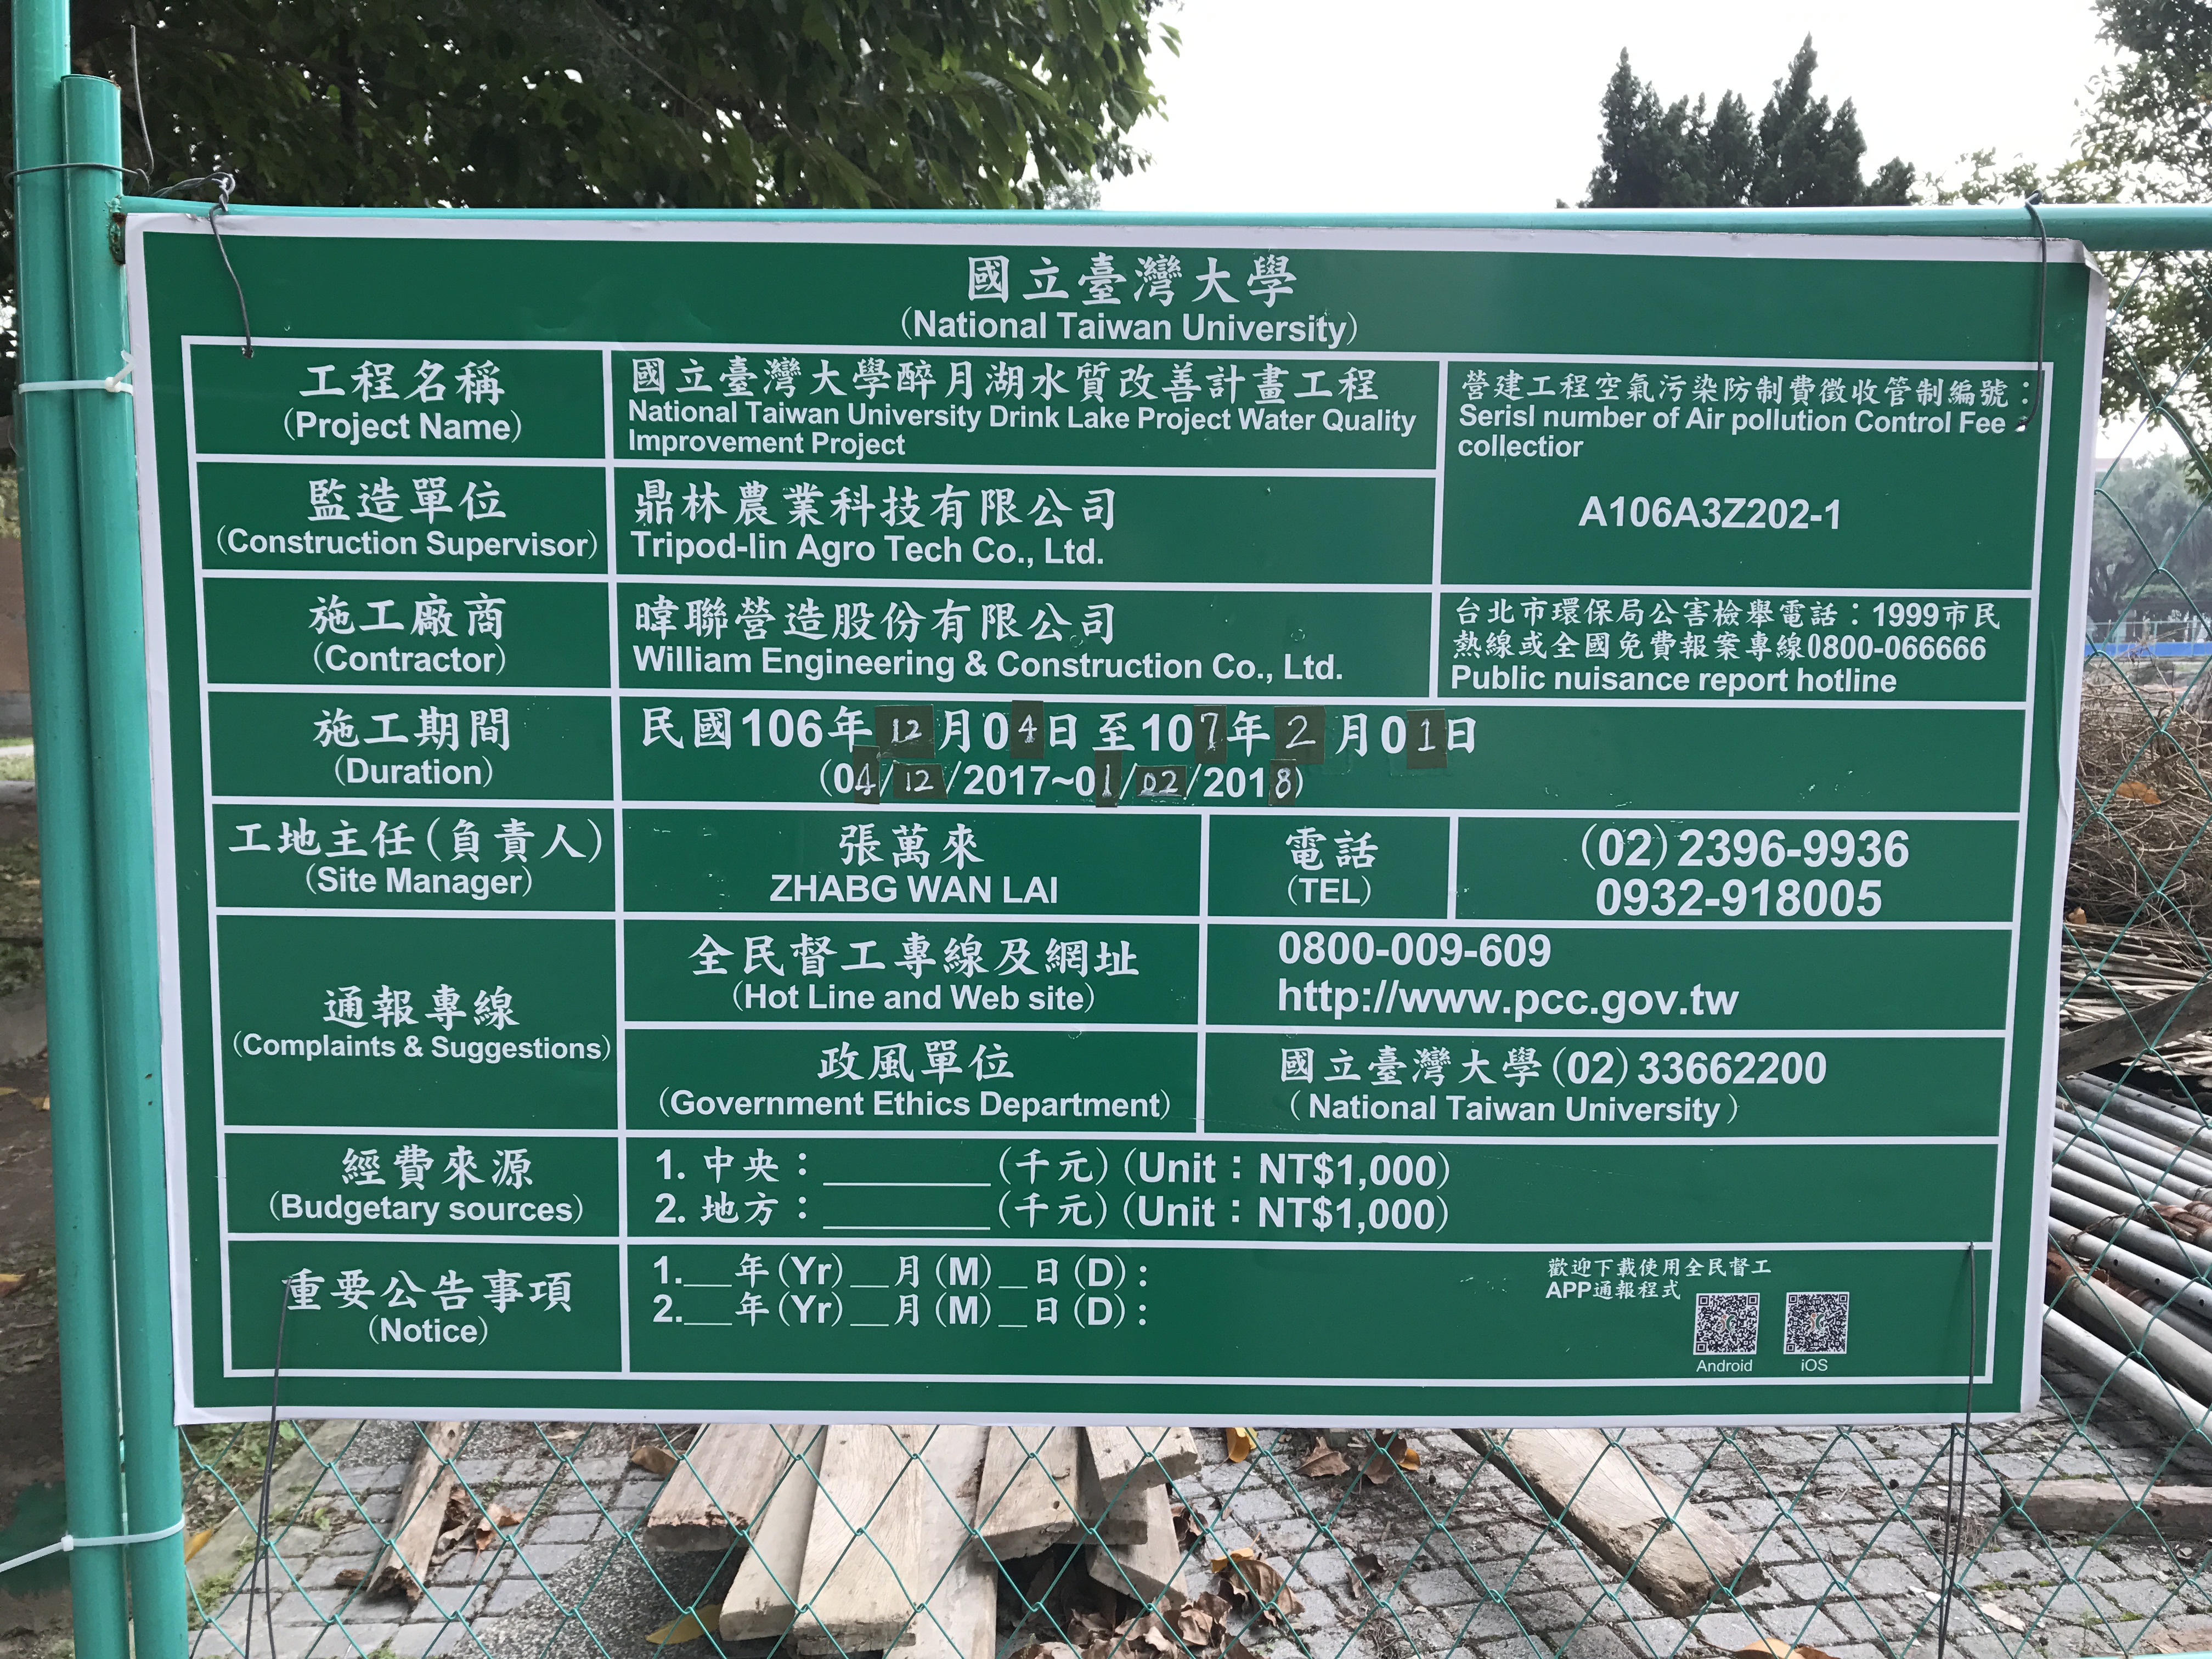 國立臺灣大學
(National Taiwan University)
工程名稱
(Project Name)
國立臺灣大學醉月湖水質改善計畫工程
National Taiwan University Drink Lake Project Water Quality
Improvement Project
營建工程空氣污染防制費徵收管制編號：
Serisl number of Air pollution Control Fee
collectior
A106A3Z202-1
監造單位
(Construction Supervisor)
鼎林農業科技有限公司
Tripod-lin Agro Tech Co., Ltd.
施工廠商
(Contractor)
暐聯營造股份有限公司
William Engineering & Construction Co., Ltd.
台北市環保局公害檢舉電話：1999市民
熱線或全國免費報案專線0800-066666
Public nuisance report hotline
施工期間
(Duration)
民國106年12月04日至107年2月01日
(04/12/2017~01/02/2018)
工地主任(負責人)
(Site Manager)
張萬來
ZHABG WAN LAI
電話
(TEL)
(02)2396-9936
0932-918005
通報專線
(Complaints & Suggestions)
全民督工專線及網址
(Hot Line and Web site)
0800-009-609
http://www.pcc.gov.tw
政風單位
(Government Ethics Department)
國立臺灣大學(02)33662200
(National Taiwan University)
經費來源
(Budgetary sources)
1. 中央：________(千元)(Unit：NT$1,000)
2. 地方：________(千元)(Unit：NT$1,000)
重要公告事項
(Notice)
1.__年(Yr)__月(M)_日(D):
2.__年(Yr)__月(M)_日(D):
歡迎下載使用全民督工
APP通報程式
Android
iOS